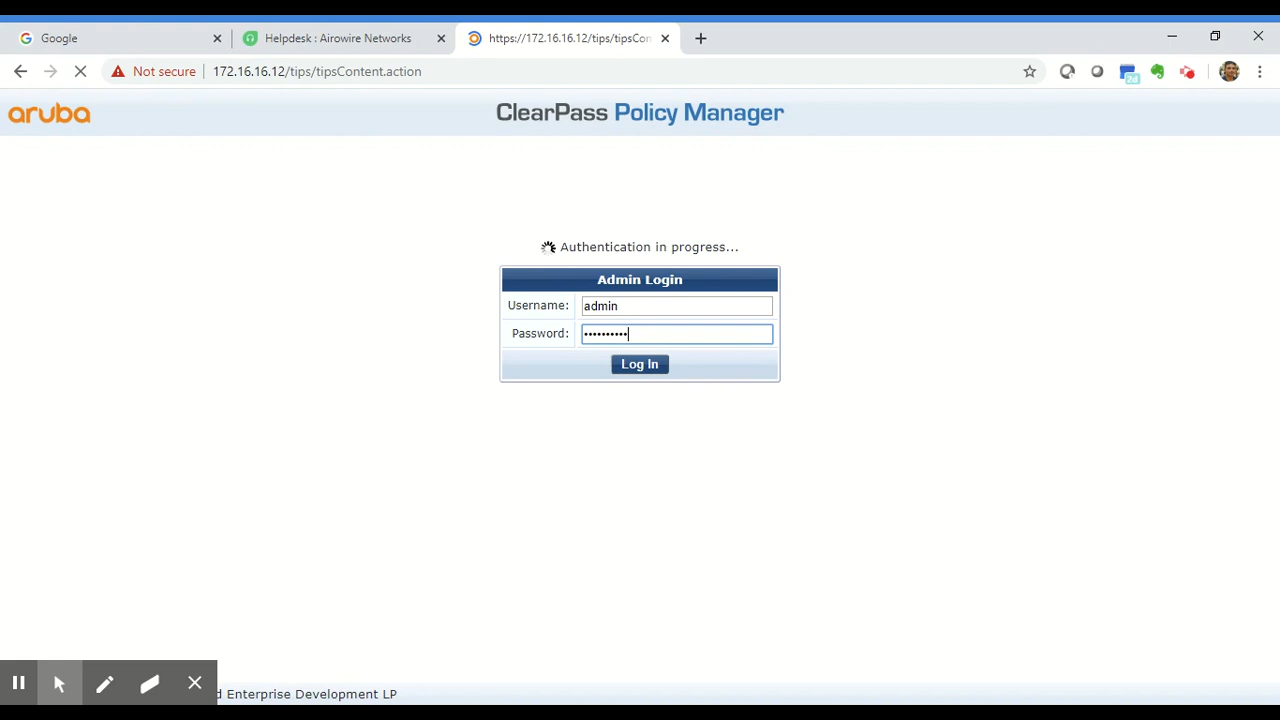 Google
Helpdesk : Airowire Networks
https://172.16.16.12/tips/tipsCon
Not secure
172.16.16.12/tips/tipsContent.action
2d
aruba
ClearPass Policy Manager
Authentication in progress...
Admin Login
Username: admin
Password: ••••••••••
Log In
d Enterprise Development LP